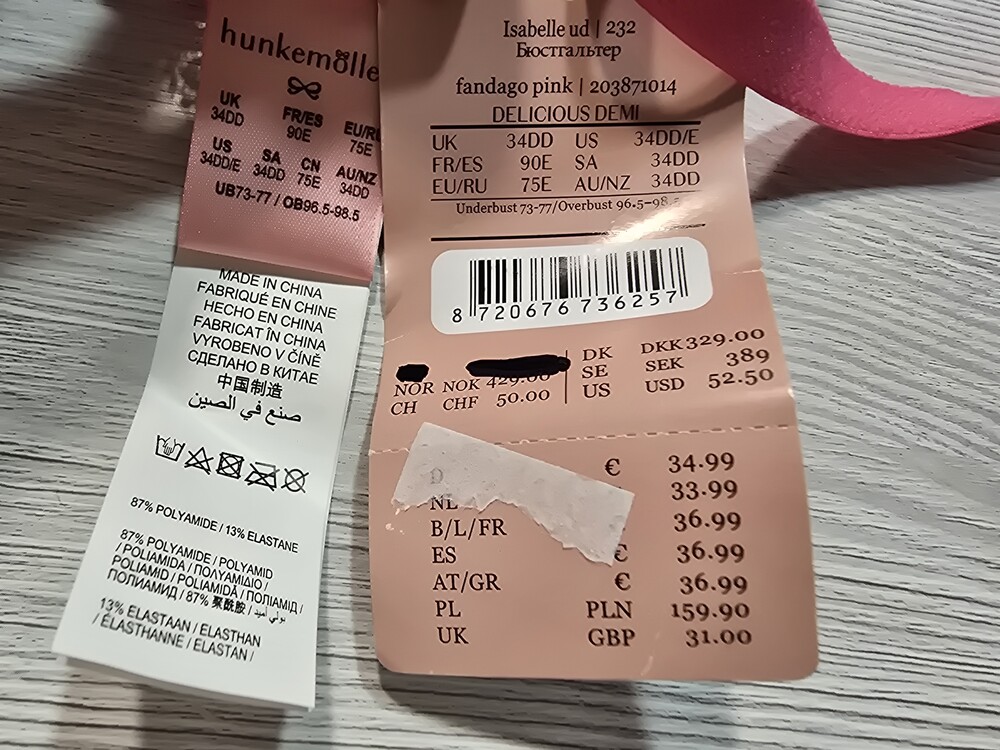 hunkemölle
UK FR/ES EU/RU
34DD 90E 75E
US SA CN AU/NZ
34DD/E 34DD 75E 34DD
UB73-77 / OB96.5-98.5
MADE IN CHINA
FABRIQUÉ EN CHINE
HECHO EN CHINA
FABRICAT ÎN CHINA
VYROBENO V ČÍNĚ
СДЕЛАНО В КИТАЕ
中国制造
صنع في الصين
87% POLYAMIDE / 13% ELASTANE
87% POLYAMIDE / POLYAMID
/ POLIAMIDA / ΠΟΛΥΑΜΙΔΙΟ /
POLIAMID / POLIAMIDĂ / ПОЛІАМІД /
ПОЛИАМИД / 87% 聚酰胺 / بولي أميد /
13% ELASTAAN / ELASTHAN
/ ÉLASTHANNE / ELASTAN /
Isabelle ud | 232
Бюстгальтер
fandago pink | 203871014
DELICIOUS DEMI
UK 34DD US 34DD/E
FR/ES 90E SA 34DD
EU/RU 75E AU/NZ 34DD
Underbust 73-77/Overbust 96.5-98.5
8 720676 736257
DK DKK 329.00
SE SEK 389
US USD 52.50
NOR NOK 429.00
CH CHF 50.00
D € 34.99
NL 33.99
B/L/FR 36.99
ES € 36.99
AT/GR € 36.99
PL PLN 159.90
UK GBP 31.00